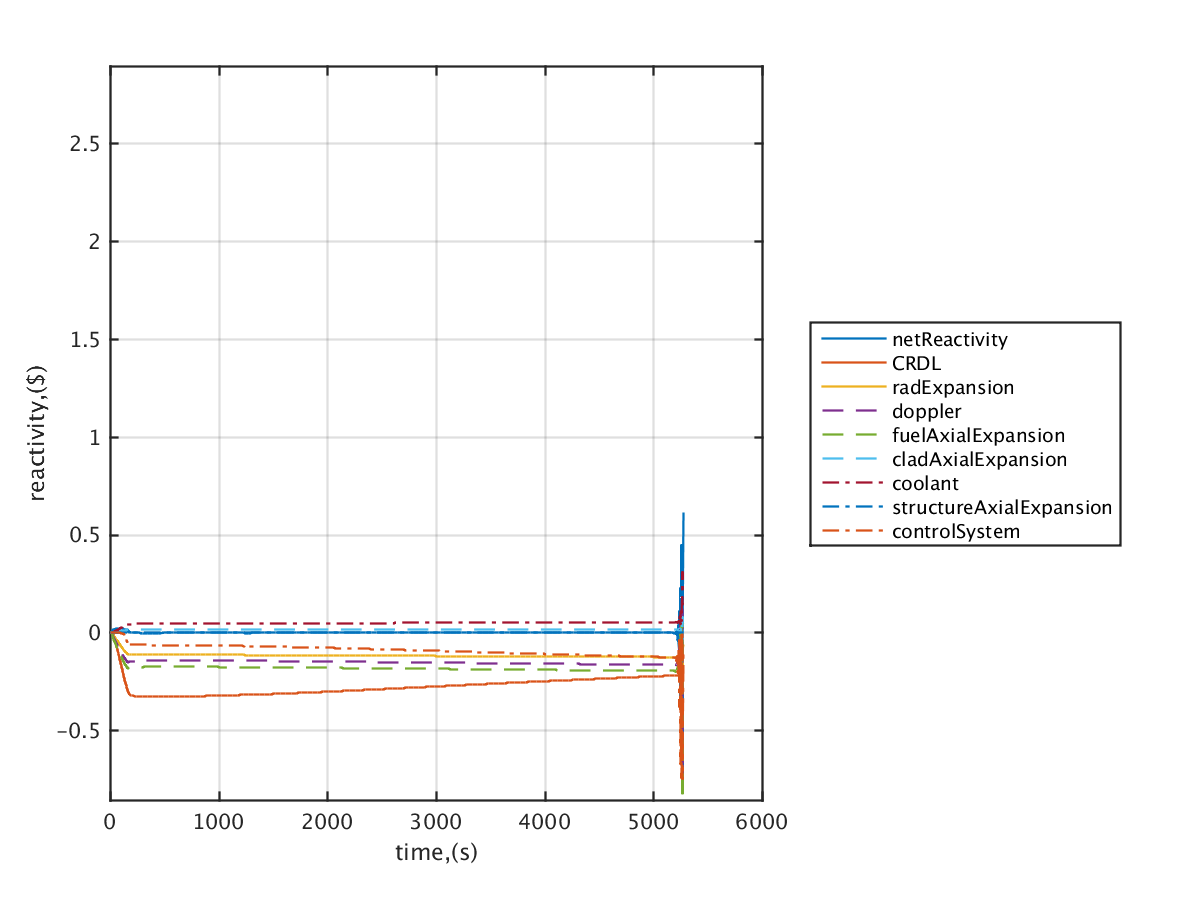 2.5
2
1.5
1
0.5
0
−0.5
0 1000 2000 3000 4000 5000 6000
time,(s)
reactivity,($)
netReactivity
CRDL
radExpansion
doppler
fuelAxialExpansion
cladAxialExpansion
coolant
structureAxialExpansion
controlSystem